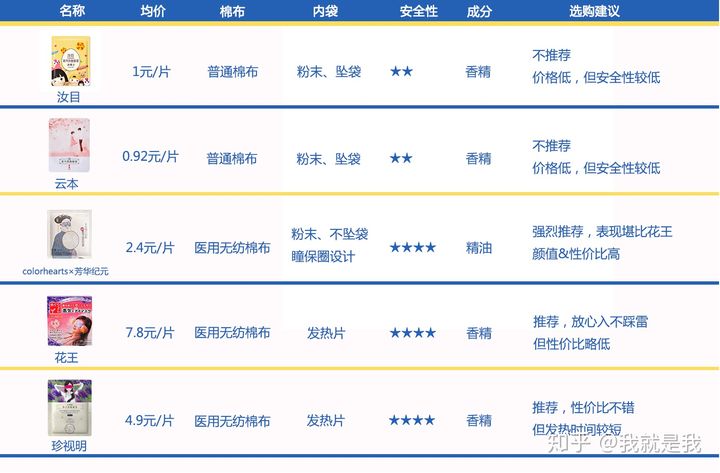 名称 均价 棉布 内袋 安全性 成分 选购建议
汝目 1元/片 普通棉布 粉末、坠袋 ★★ 香精 不推荐
价格低，但安全性较低
云本 0.92元/片 普通棉布 粉末、坠袋 ★★ 香精 不推荐
价格低，但安全性较低
colorhearts×芳华纪元 2.4元/片 医用无纺棉布 粉末、不坠袋
瞳保圈设计 ★★★★ 精油 强烈推荐，表现堪比花王
颜值&性价比高
花王 7.8元/片 医用无纺棉布 发热片 ★★★★ 香精 推荐，放心入不踩雷
但性价比略低
珍视明 4.9元/片 医用无纺棉布 发热片 ★★★★ 香精 推荐，性价比不错
但发热时间较短
知乎 @我就是我